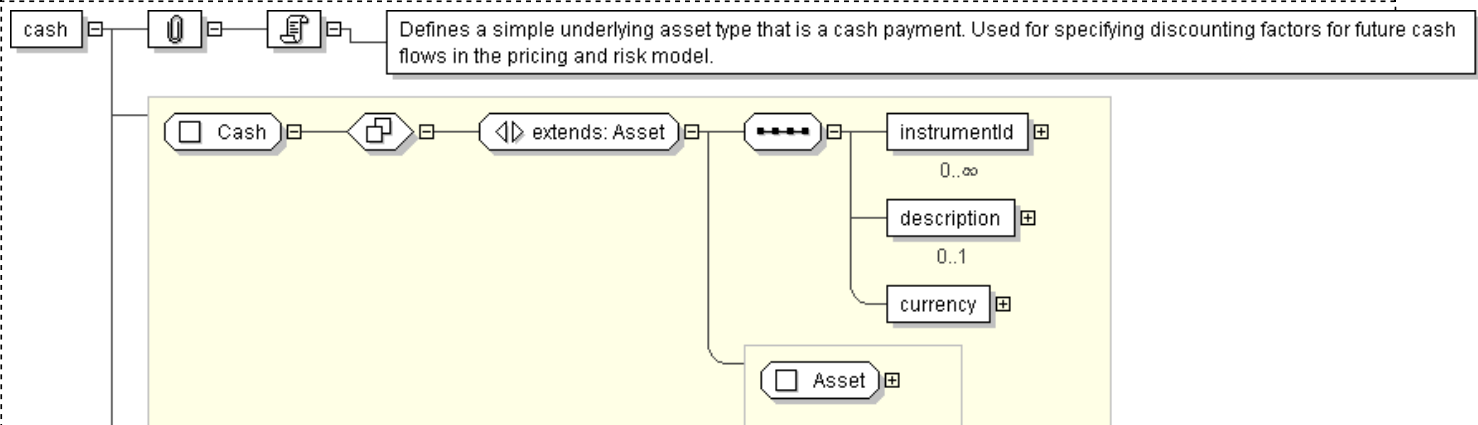 cash
Defines a simple underlying asset type that is a cash payment. Used for specifying discounting factors for future cash
flows in the pricing and risk model.
Cash
extends: Asset
instrumentId
0..∞
description
0..1
currency
Asset